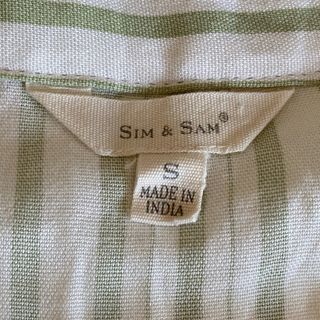 SIM & SAM®
S
MADE IN
INDIA